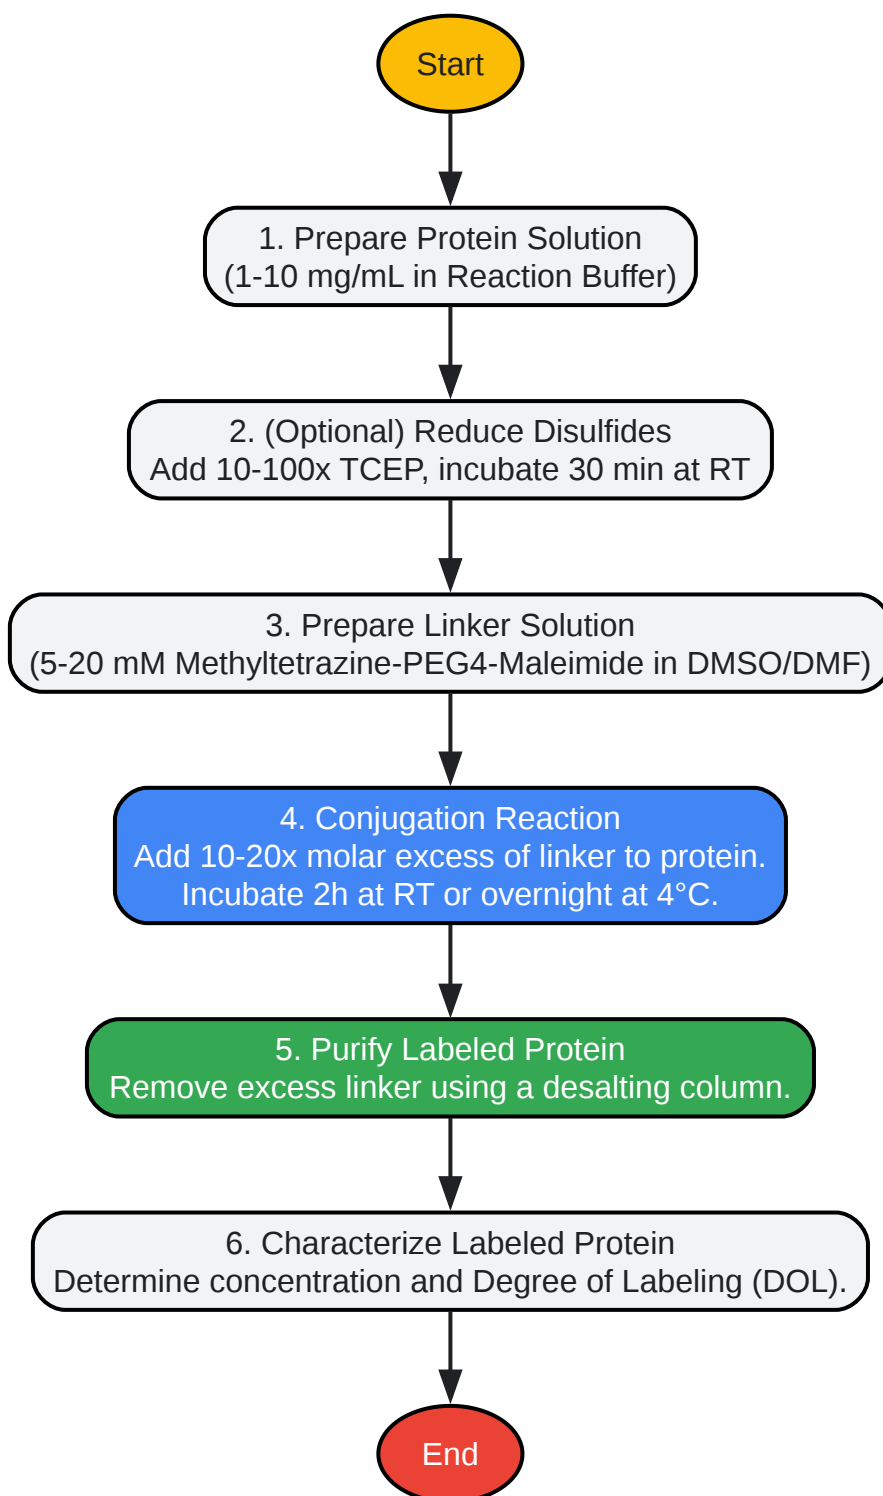 Start
1. Prepare Protein Solution
(1-10 mg/mL in Reaction Buffer)
2. (Optional) Reduce Disulfides
Add 10-100x TCEP, incubate 30 min at RT
3. Prepare Linker Solution
(5-20 mM Methyltetrazine-PEG4-Maleimide in DMSO/DMF)
4. Conjugation Reaction
Add 10-20x molar excess of linker to protein.
Incubate 2h at RT or overnight at 4°C.
5. Purify Labeled Protein
Remove excess linker using a desalting column.
6. Characterize Labeled Protein
Determine concentration and Degree of Labeling (DOL).
End